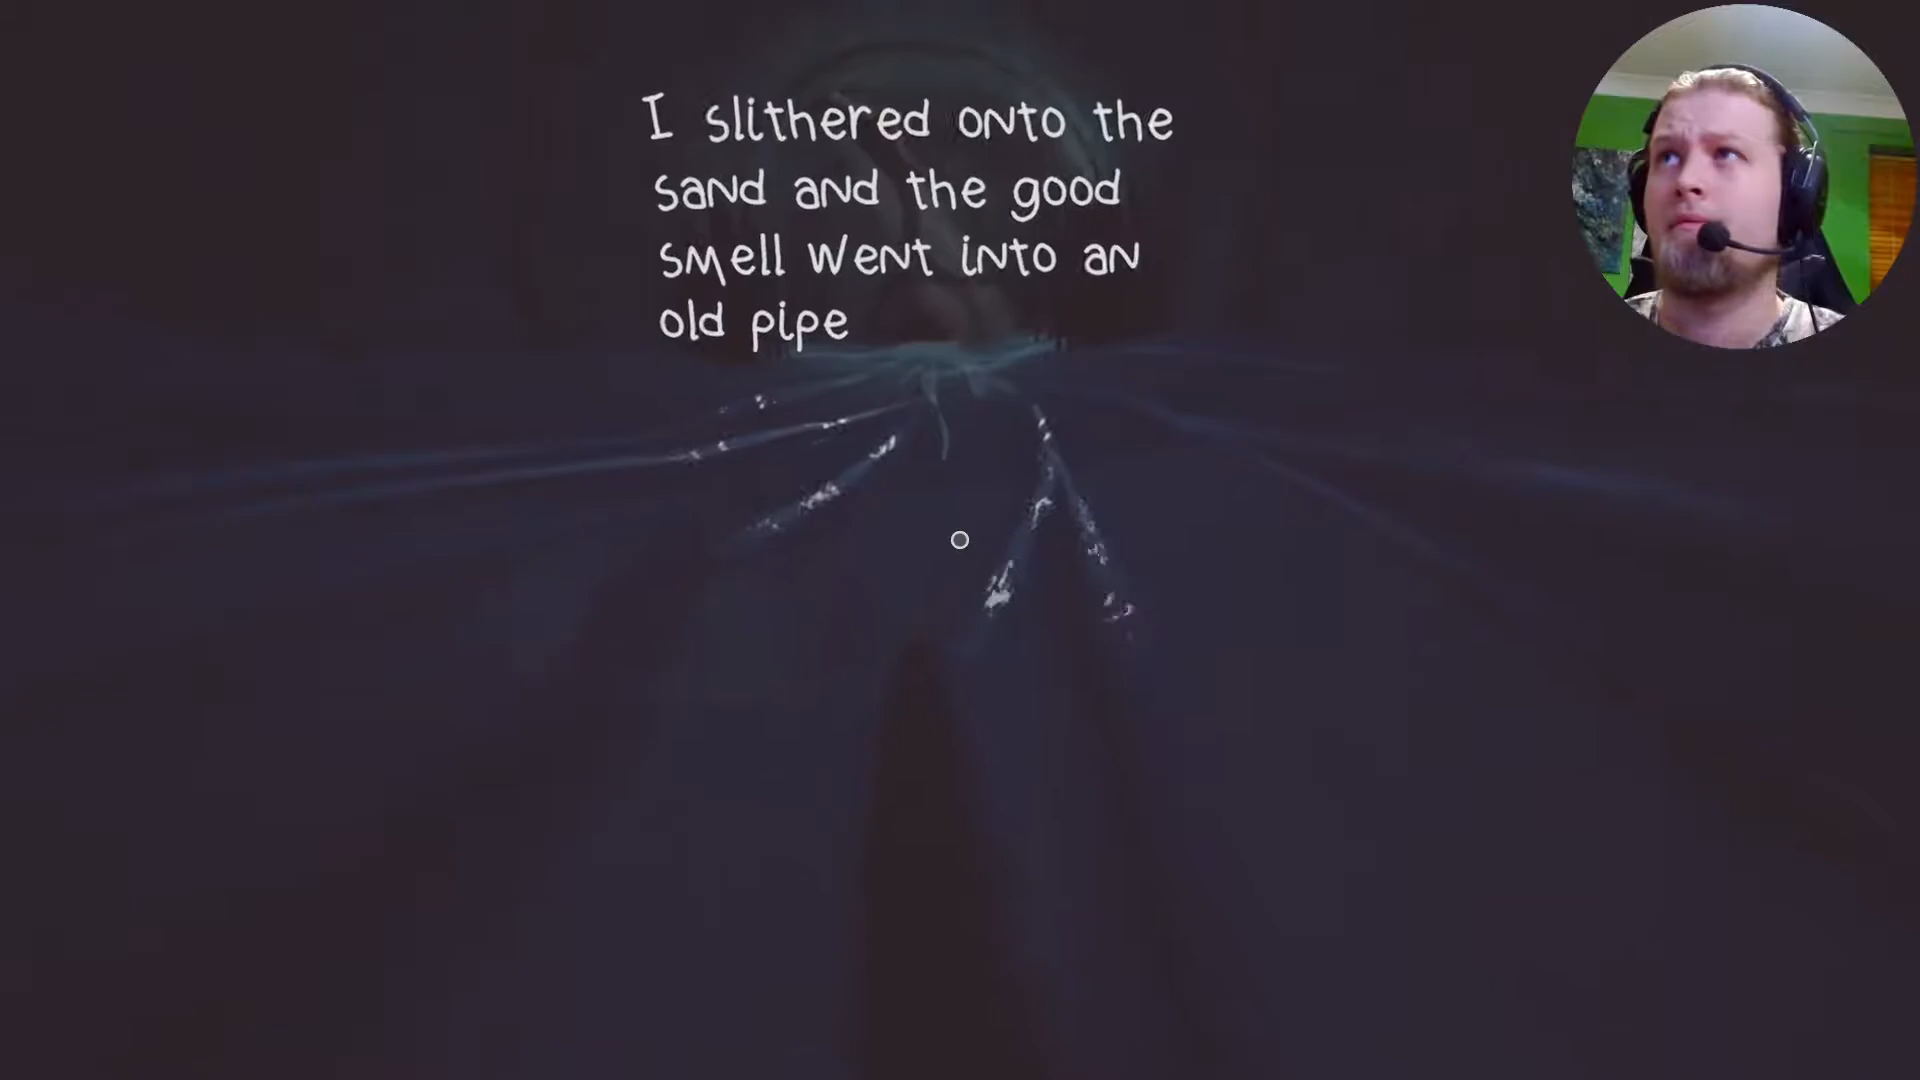 I slithered onto the
sand and the good
smell went into an
old pipe